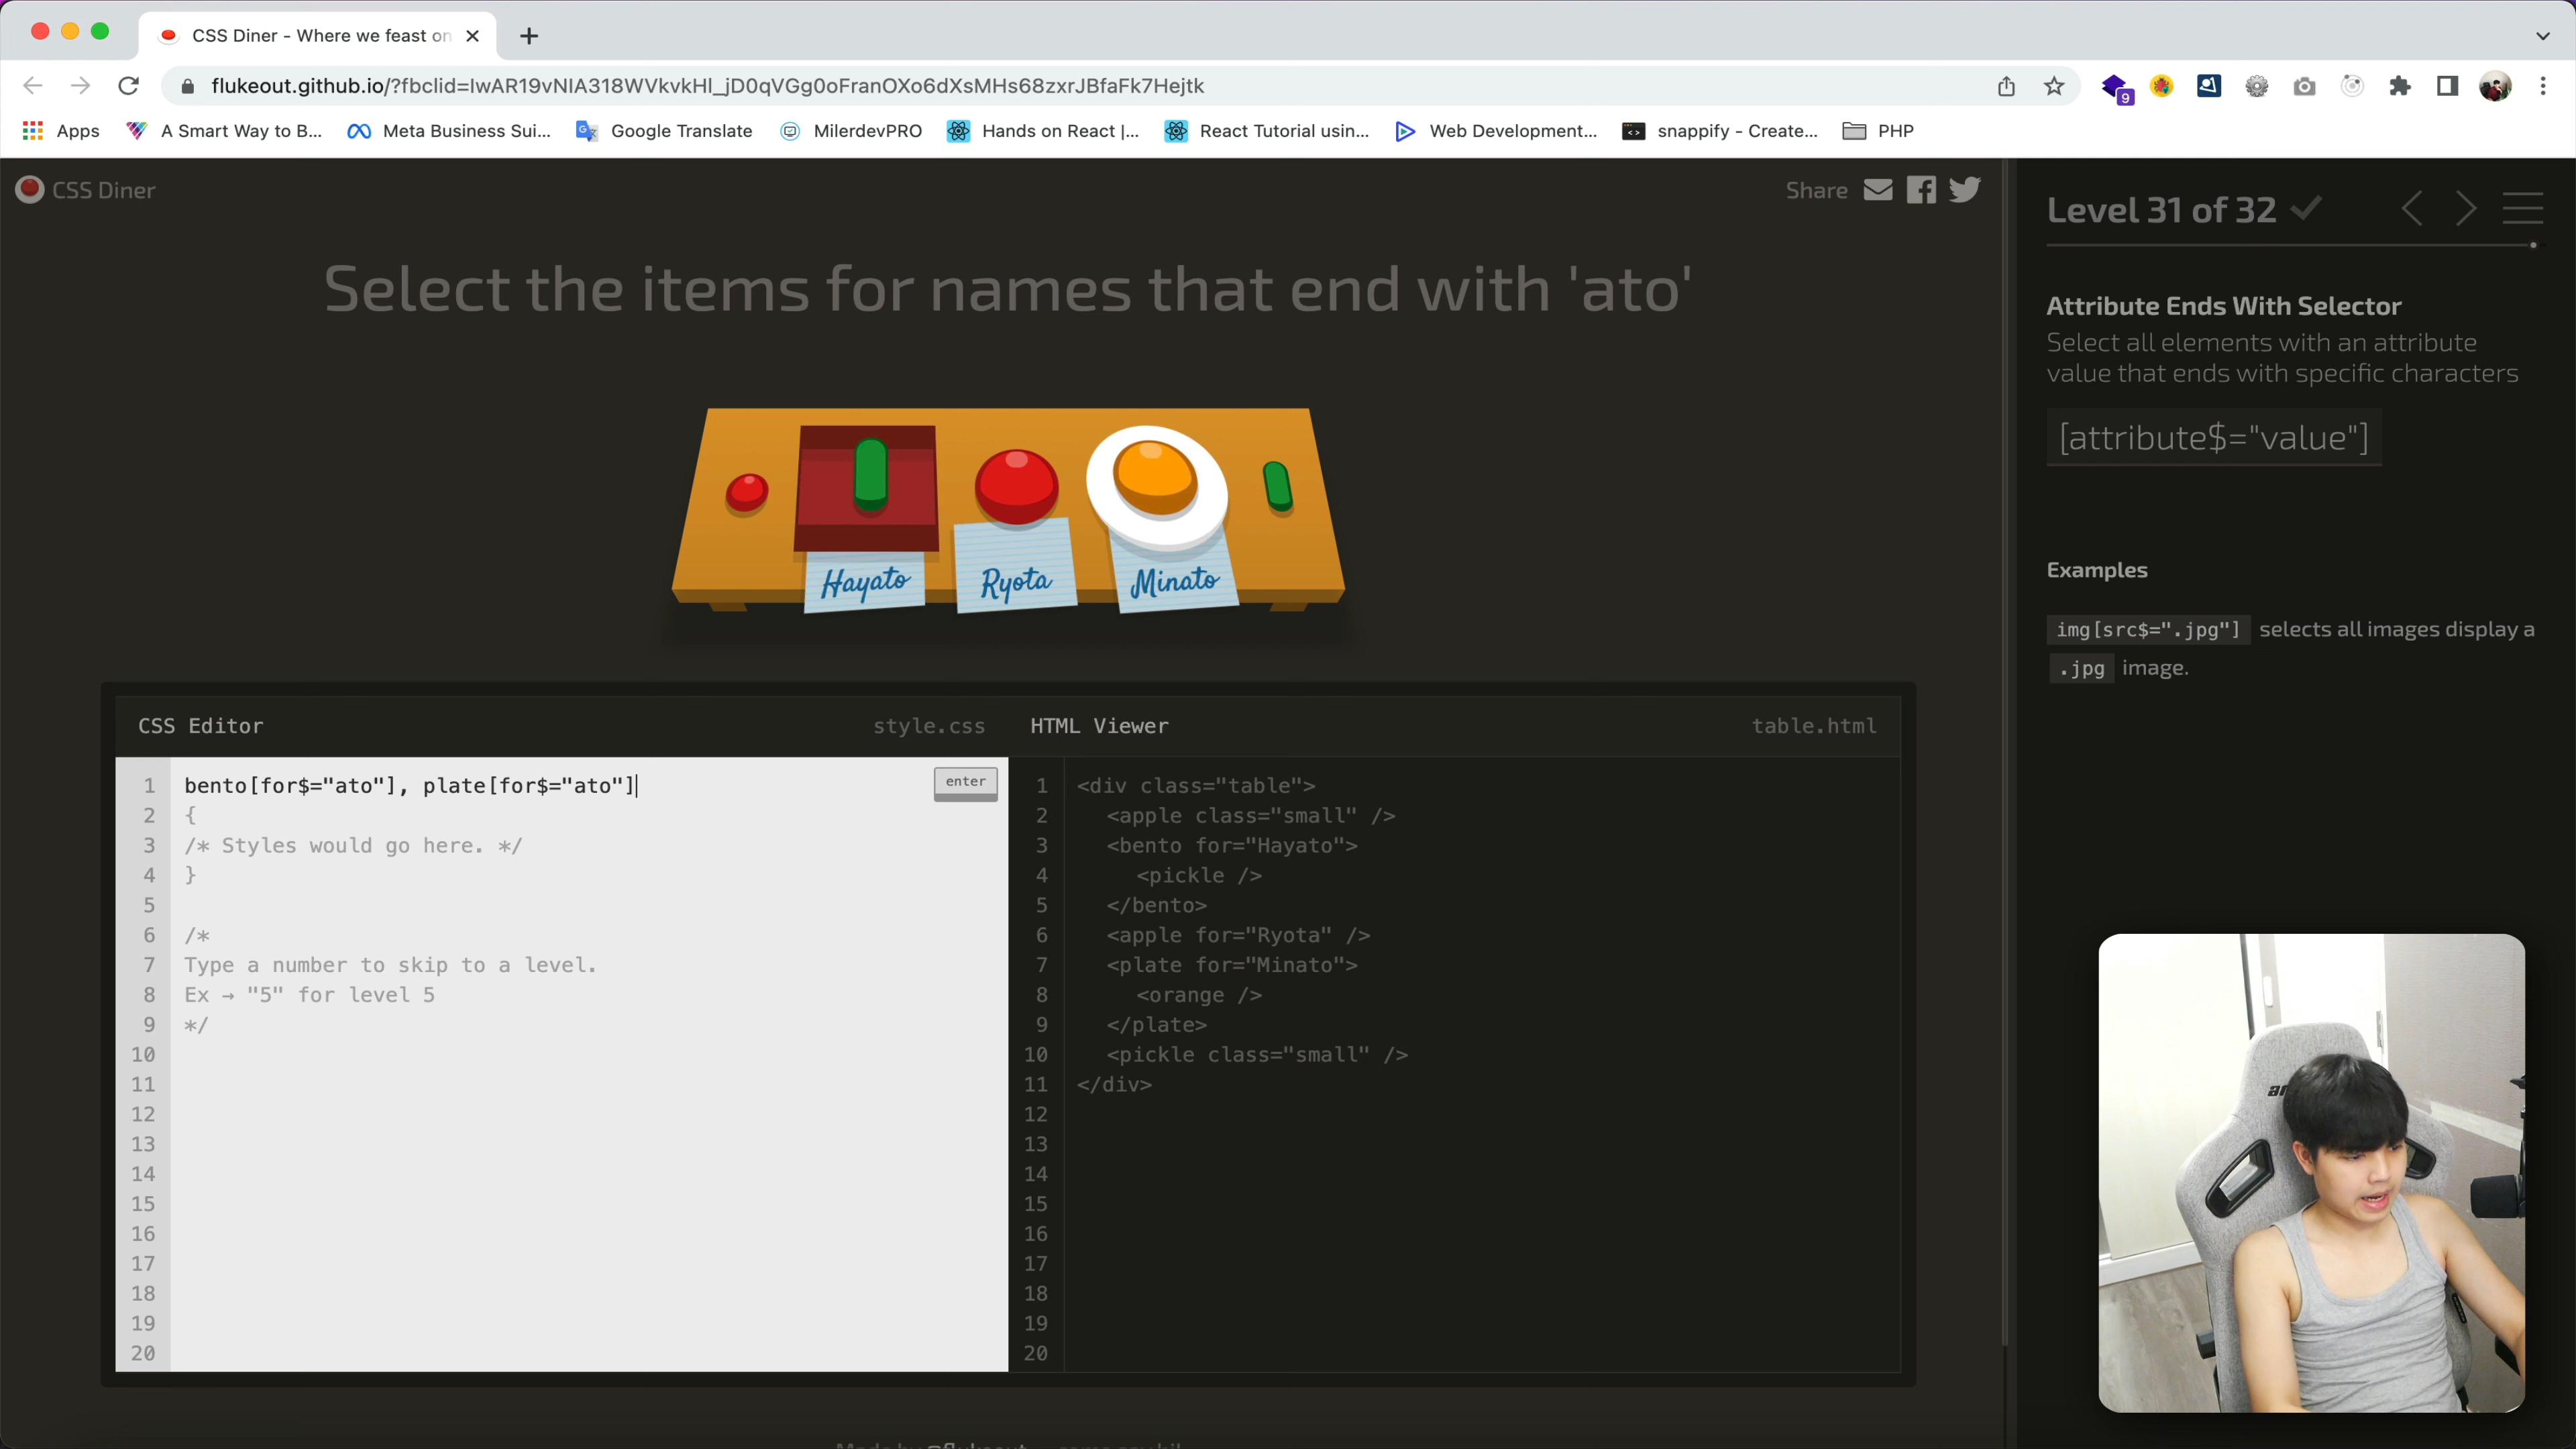 CSS Diner - Where we feast on
flukeout.github.io/?fbclid=IwAR19vNIA318WVkvkHl_jD0qVGg0oFranOXo6dXsMHs68zxrJBfaFk7Hejtk
9
Apps
A Smart Way to B...
Meta Business Sui...
Google Translate
MilerdevPRO
Hands on React |...
React Tutorial usin...
Web Development...
snappify - Create...
PHP
CSS Diner
Share
Select the items for names that end with 'ato'
Hayato
Ryota
Minato
CSS Editor
style.css
1 bento[for$="ato"], plate[for$="ato"]
enter
2 {
3 /* Styles would go here. */
4 }
5
6 /*
7 Type a number to skip to a level.
8 Ex → "5" for level 5
9 */
10
11
12
13
14
15
16
17
18
19
20
HTML Viewer
table.html
1 <div class="table">
2 <apple class="small" />
3 <bento for="Hayato">
4 <pickle />
5 </bento>
6 <apple for="Ryota" />
7 <plate for="Minato">
8 <orange />
9 </plate>
10 <pickle class="small" />
11 </div>
12
13
14
15
16
17
18
19
20
Level 31 of 32
Attribute Ends With Selector
Select all elements with an attribute
value that ends with specific characters
[attribute$="value"]
Examples
img[src$=".jpg"] selects all images display a
.jpg image.